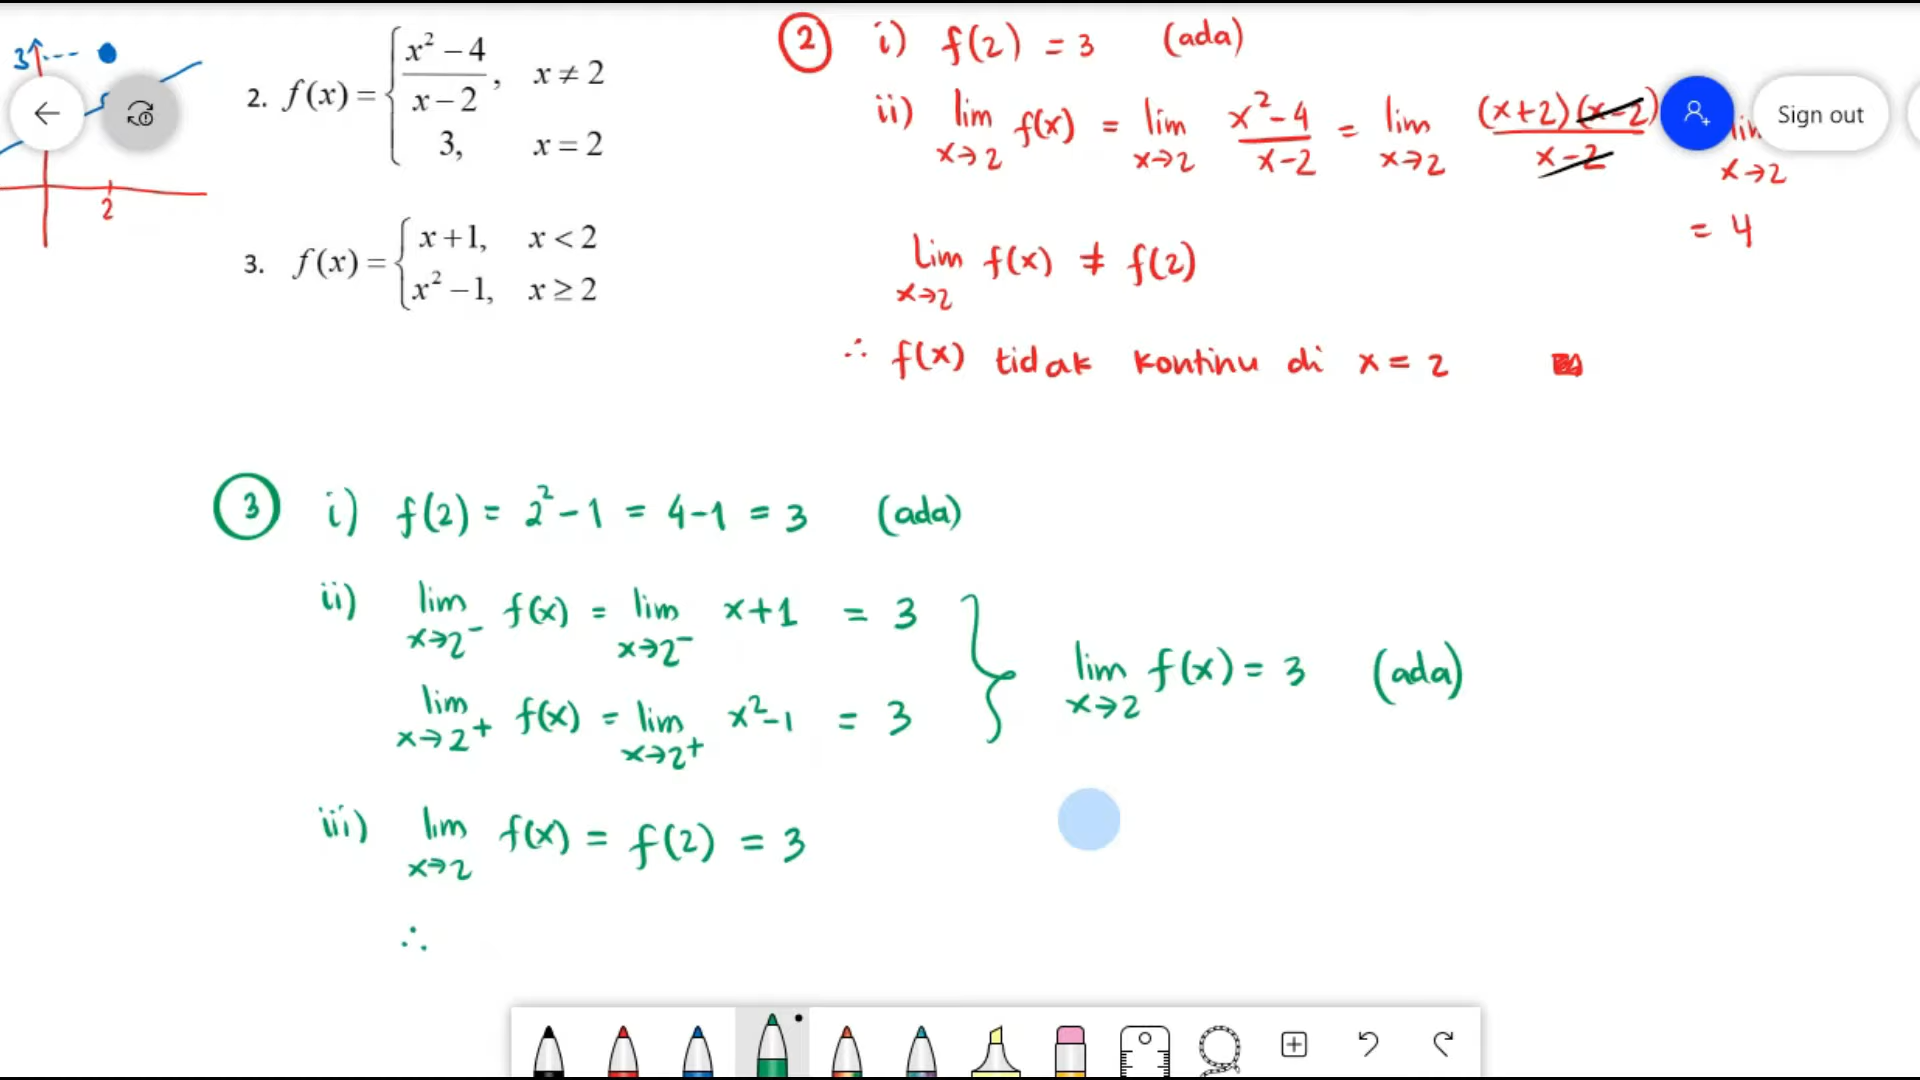 3
2
2. f(x) = { (x² − 4)/(x − 2), x ≠ 2
3, x = 2
3. f(x) = { x + 1, x < 2
x² − 1, x ≥ 2
② i) f(2) = 3 (ada)
ii) lim x→2 f(x) = lim x→2 (x²−4)/(x−2) = lim x→2 (x+2)(x−2)/(x−2) lim x→2
= 4
lim x→2 f(x) ≠ f(2)
∴ f(x) tidak kontinu di x = 2
Sign out
③ i) f(2) = 2² − 1 = 4 − 1 = 3 (ada)
ii) lim x→2⁻ f(x) = lim x→2⁻ x+1 = 3
lim x→2⁺ f(x) = lim x→2⁺ x²−1 = 3
lim x→2 f(x) = 3 (ada)
iii) lim x→2 f(x) = f(2) = 3
∴